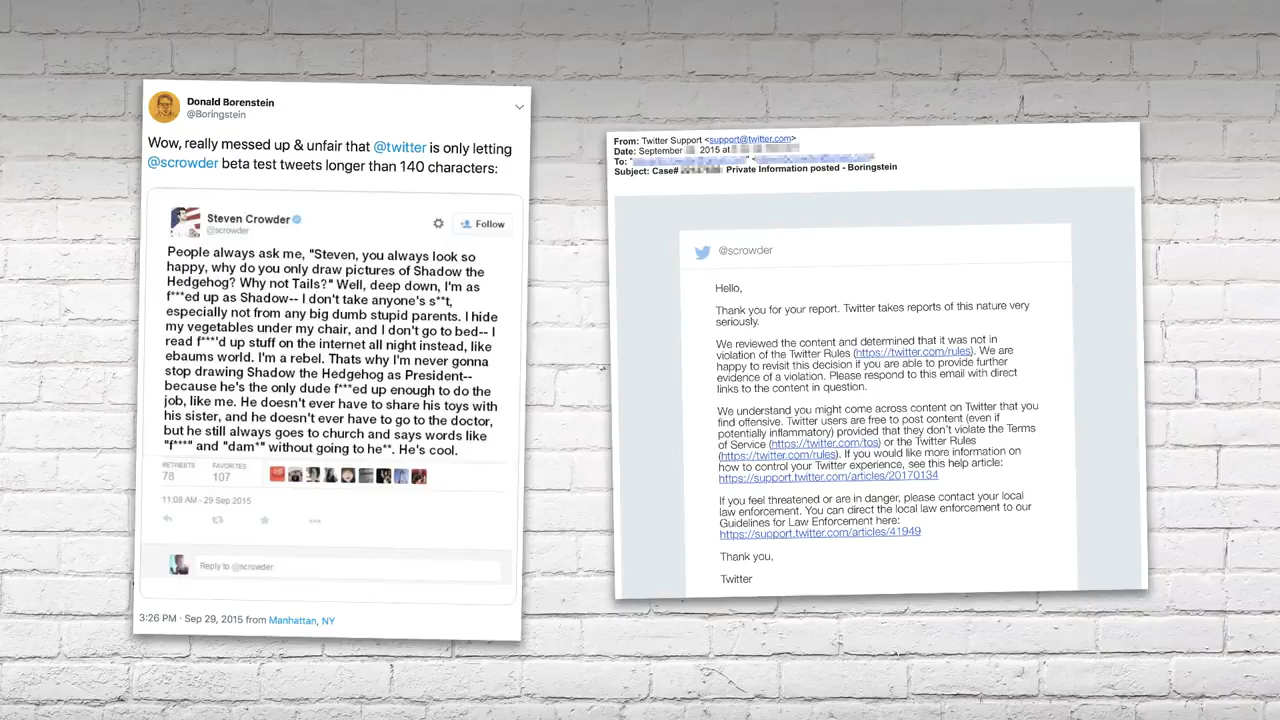 Donald Borenstein
@Boringstein
Wow, really messed up & unfair that @twitter is only letting
@scrowder beta test tweets longer than 140 characters:
Steven Crowder
@scrowder
Follow
People always ask me, "Steven, you always look so
happy, why do you only draw pictures of Shadow the
Hedgehog? Why not Tails?" Well, deep down, I'm as
f***ed up as Shadow-- I don't take anyone's s**t,
especially not from any big dumb stupid parents. I hide
my vegetables under my chair, and I don't go to bed-- I
read f***'d up stuff on the internet all night instead, like
ebaums world. I'm a rebel. Thats why I'm never gonna
stop drawing Shadow the Hedgehog as President--
because he's the only dude f***ed up enough to do the
job, like me. He doesn't ever have to share his toys with
his sister, and he doesn't ever have to go to the doctor,
but he still always goes to church and says words like
"f***" and "dam*" without going to he**. He's cool.
RETWEETS FAVORITES
78 107
11:08 AM - 29 Sep 2015
Reply to @scrowder
3:26 PM · Sep 29, 2015 from Manhattan, NY
From: Twitter Support <support@twitter.com>
Date: September 2015 at
To:
Subject: Case# Private Information posted - Boringstein
@scrowder
Hello,
Thank you for your report. Twitter takes reports of this nature very
seriously.
We reviewed the content and determined that it was not in
violation of the Twitter Rules (https://twitter.com/rules). We are
happy to revisit this decision if you are able to provide further
evidence of a violation. Please respond to this email with direct
links to the content in question.
We understand you might come across content on Twitter that you
find offensive. Twitter users are free to post content (even if
potentially inflammatory) provided that they don't violate the Terms
of Service (https://twitter.com/tos) or the Twitter Rules
(https://twitter.com/rules). If you would like more information on
how to control your Twitter experience, see this help article:
https://support.twitter.com/articles/20170134
If you feel threatened or are in danger, please contact your local
law enforcement. You can direct the local law enforcement to our
Guidelines for Law Enforcement here:
https://support.twitter.com/articles/41949
Thank you,
Twitter